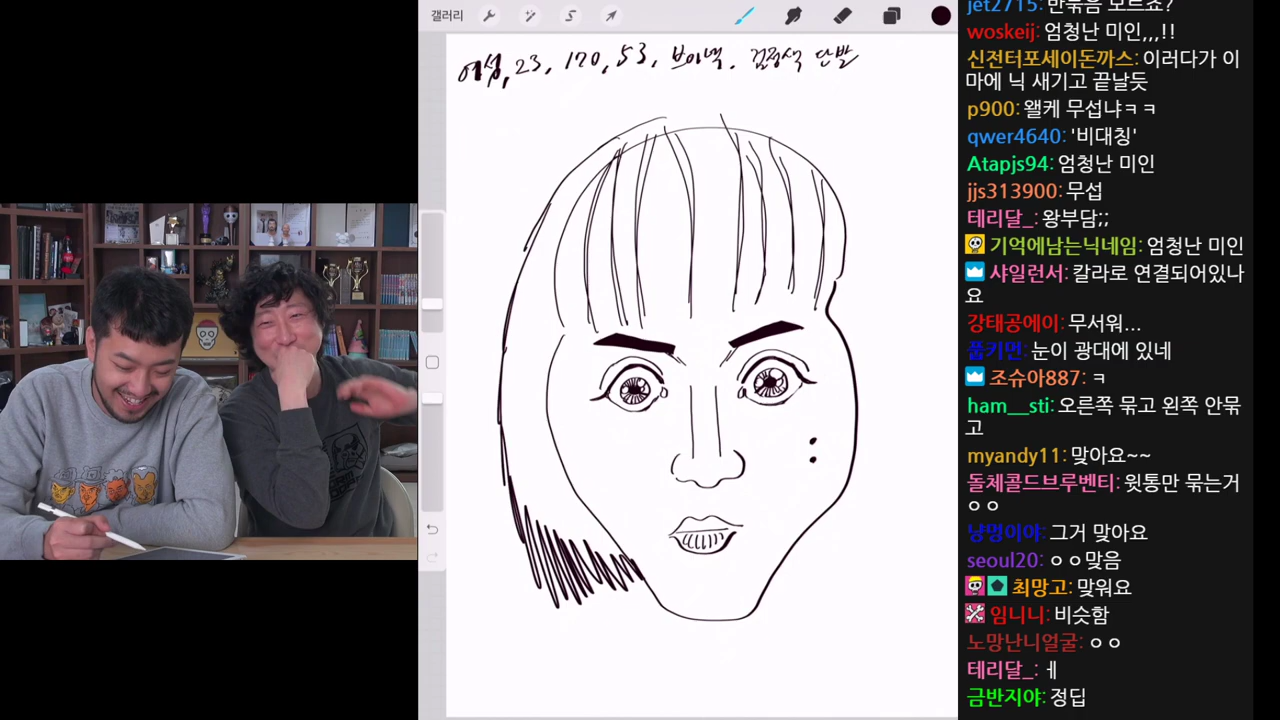 갤러리
여성, 23, 170, 53, 브이넥. 검정색 단발
jet2715: 반묶음 모르죠?
woskeij: 엄청난 미인,,,!!
신전터포세이돈까스: 이러다가 이
마에 닉 새기고 끝날듯
p900: 왤케 무섭냐ㅋㅋ
qwer4640: '비대칭'
Atapjs94: 엄청난 미인
jjs313900: 무섭
테리달_: 왕부담;;
기억에남는닉네임: 엄청난 미인
샤일런서: 칼라로 연결되어있나
요
강태공에이: 무서워...
품키먼: 눈이 광대에 있네
조슈아887: ㅋ
ham__sti: 오른쪽 묶고 왼쪽 안묶
고
myandy11: 맞아요~~
돌체콜드브루벤티: 윗통만 묶는거
ㅇㅇ
냥멍이야: 그거 맞아요
seoul20: ㅇㅇ맞음
최망고: 맞워요
임니니: 비슷함
노망난니얼굴: ㅇㅇ
테리달_: ㅔ
금반지야: 정딥